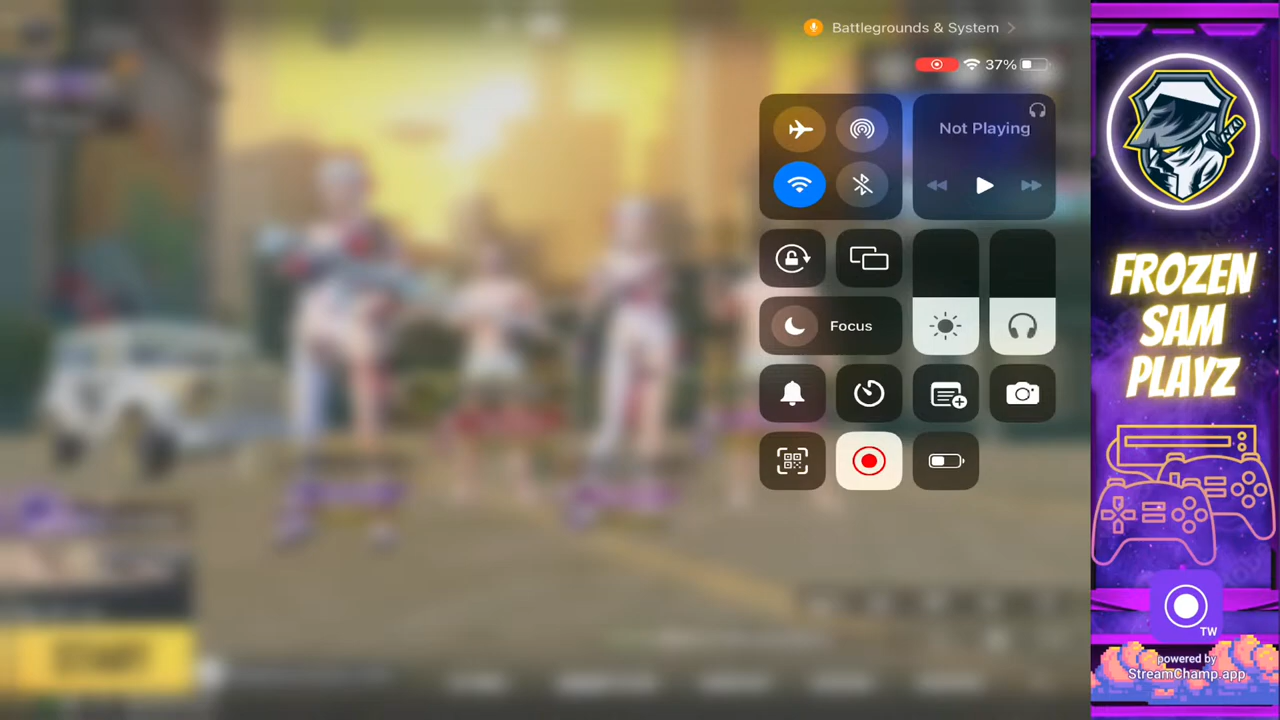 Battlegrounds & System
37%
Not Playing
Focus
FROZEN
SAM
PLAYZ
TW
powered by
StreamChamp.app